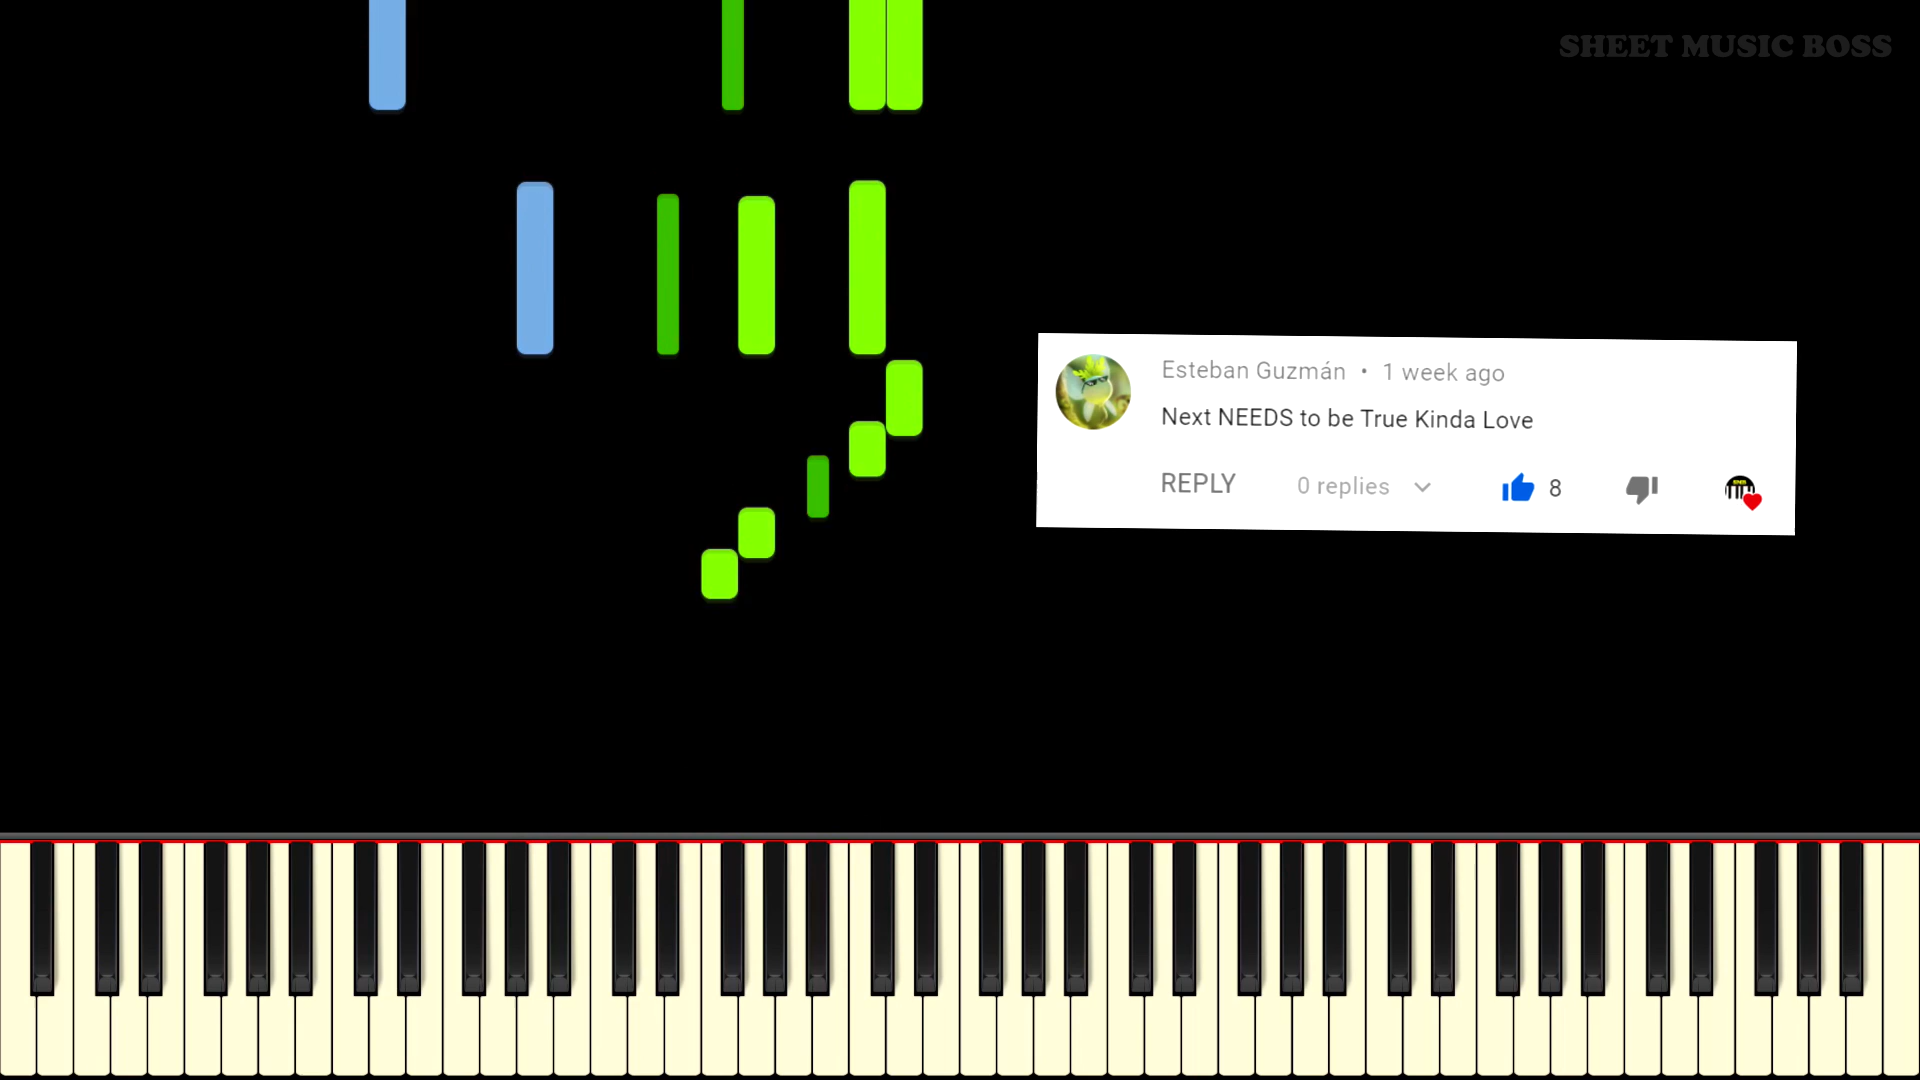 SHEET MUSIC BOSS
Esteban Guzmán • 1 week ago
Next NEEDS to be True Kinda Love
REPLY 0 replies 8